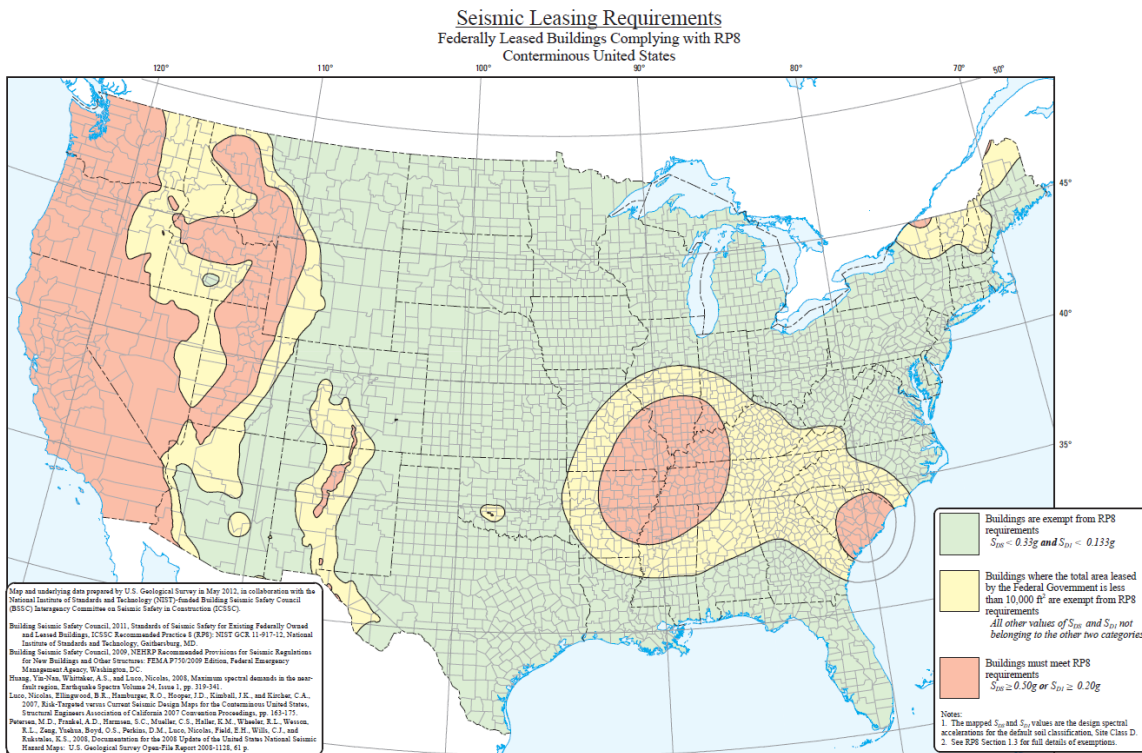 Seismic Leasing Requirements
Federally Leased Buildings Complying with RP8
Conterminous United States
120°
110°
100°
90°
80°
70°
50°
45°
40°
35°
Map and underlying data prepared by U.S. Geological Survey in May 2012, in collaboration with the
National Institute of Standards and Technology (NIST)-funded Building Seismic Safety Council
(BSSC) Interagency Committee on Seismic Safety in Construction (ICSSC).
Building Seismic Safety Council, 2011, Standards of Seismic Safety for Existing Federally Owned
and Leased Buildings, ICSSC Recommended Practice 8 (RP8): NIST GCR 11-917-12, National
Institute of Standards and Technology, Gaithersburg, MD.
Building Seismic Safety Council, 2009, NEHRP Recommended Provisions for Seismic Regulations
for New Buildings and Other Structures: FEMA P750/2009 Edition, Federal Emergency
Management Agency, Washington, DC.
Huang, Yin-Nan, Whittaker, A.S., and Luco, Nicolas, 2008, Maximum spectral demands in the near-
fault region, Earthquake Spectra Volume 24, Issue 1, pp. 319-341.
Luco, Nicolas, Ellingwood, B.R., Hamburger, R.O., Hooper, J.D., Kimball, J.K., and Kircher, C.A.,
2007, Risk-Targeted versus Current Seismic Design Maps for the Conterminous United States,
Structural Engineers Association of California 2007 Convention Proceedings, pp. 163-175.
Petersen, M.D., Frankel, A.D., Harmsen, S.C., Mueller, C.S., Haller, K.M., Wheeler, R.L., Wesson,
R.L., Zeng, Yuehua, Boyd, O.S., Perkins, D.M., Luco, Nicolas, Field, E.H., Wills, C.J., and
Rukstales, K.S., 2008, Documentation for the 2008 Update of the United States National Seismic
Hazard Maps: U.S. Geological Survey Open-File Report 2008-1128, 61 p.
Buildings are exempt from RP8
requirements
S_DS < 0.33g and S_D1 < 0.133g
Buildings where the total area leased
by the Federal Government is less
than 10,000 ft² are exempt from RP8
requirements
All other values of S_DS and S_D1 not
belonging to the other two categories
Buildings must meet RP8
requirements
S_DS ≥ 0.50g or S_D1 ≥ 0.20g
Notes:
1. The mapped S_DS and S_D1 values are the design spectral
accelerations for the default soil classification, Site Class D.
2. See RP8 Section 1.3 for full details of exemptions.